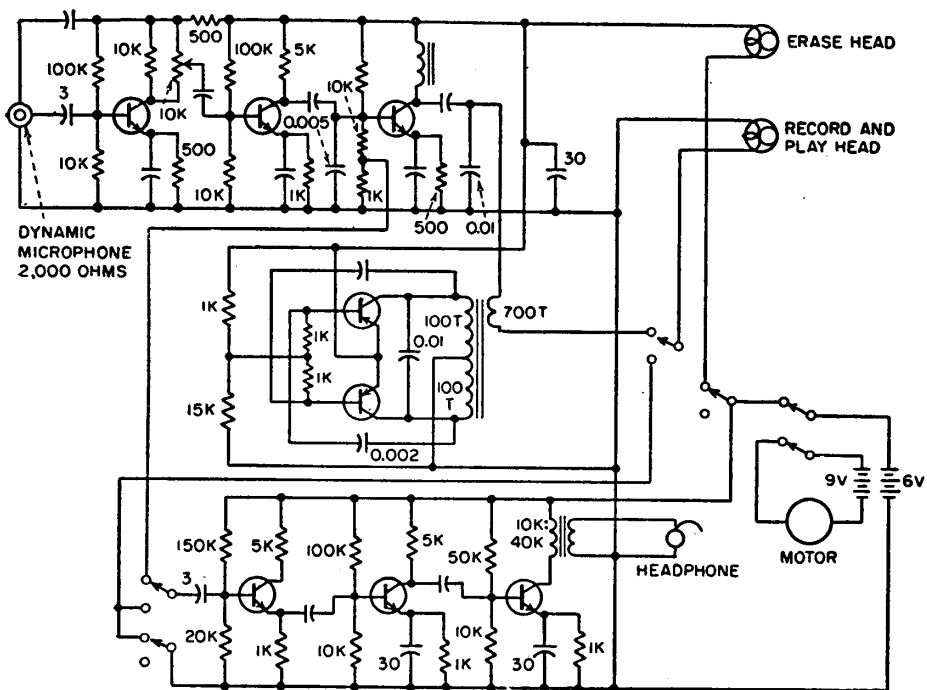 500
10K
100K
5K
ERASE HEAD
100K
3
10K
10K
0.005
RECORD AND
PLAY HEAD
10K
500
10K
1K
1K
500
0.01
30
DYNAMIC
MICROPHONE
2,000 OHMS
1K
1K
1K
15K
0.01
100T
100
T
700T
0.002
9V
6V
MOTOR
150K
5K
100K
5K
50K
10K:
40K
HEADPHONE
3
20K
1K
10K
30
1K
10K
30
1K